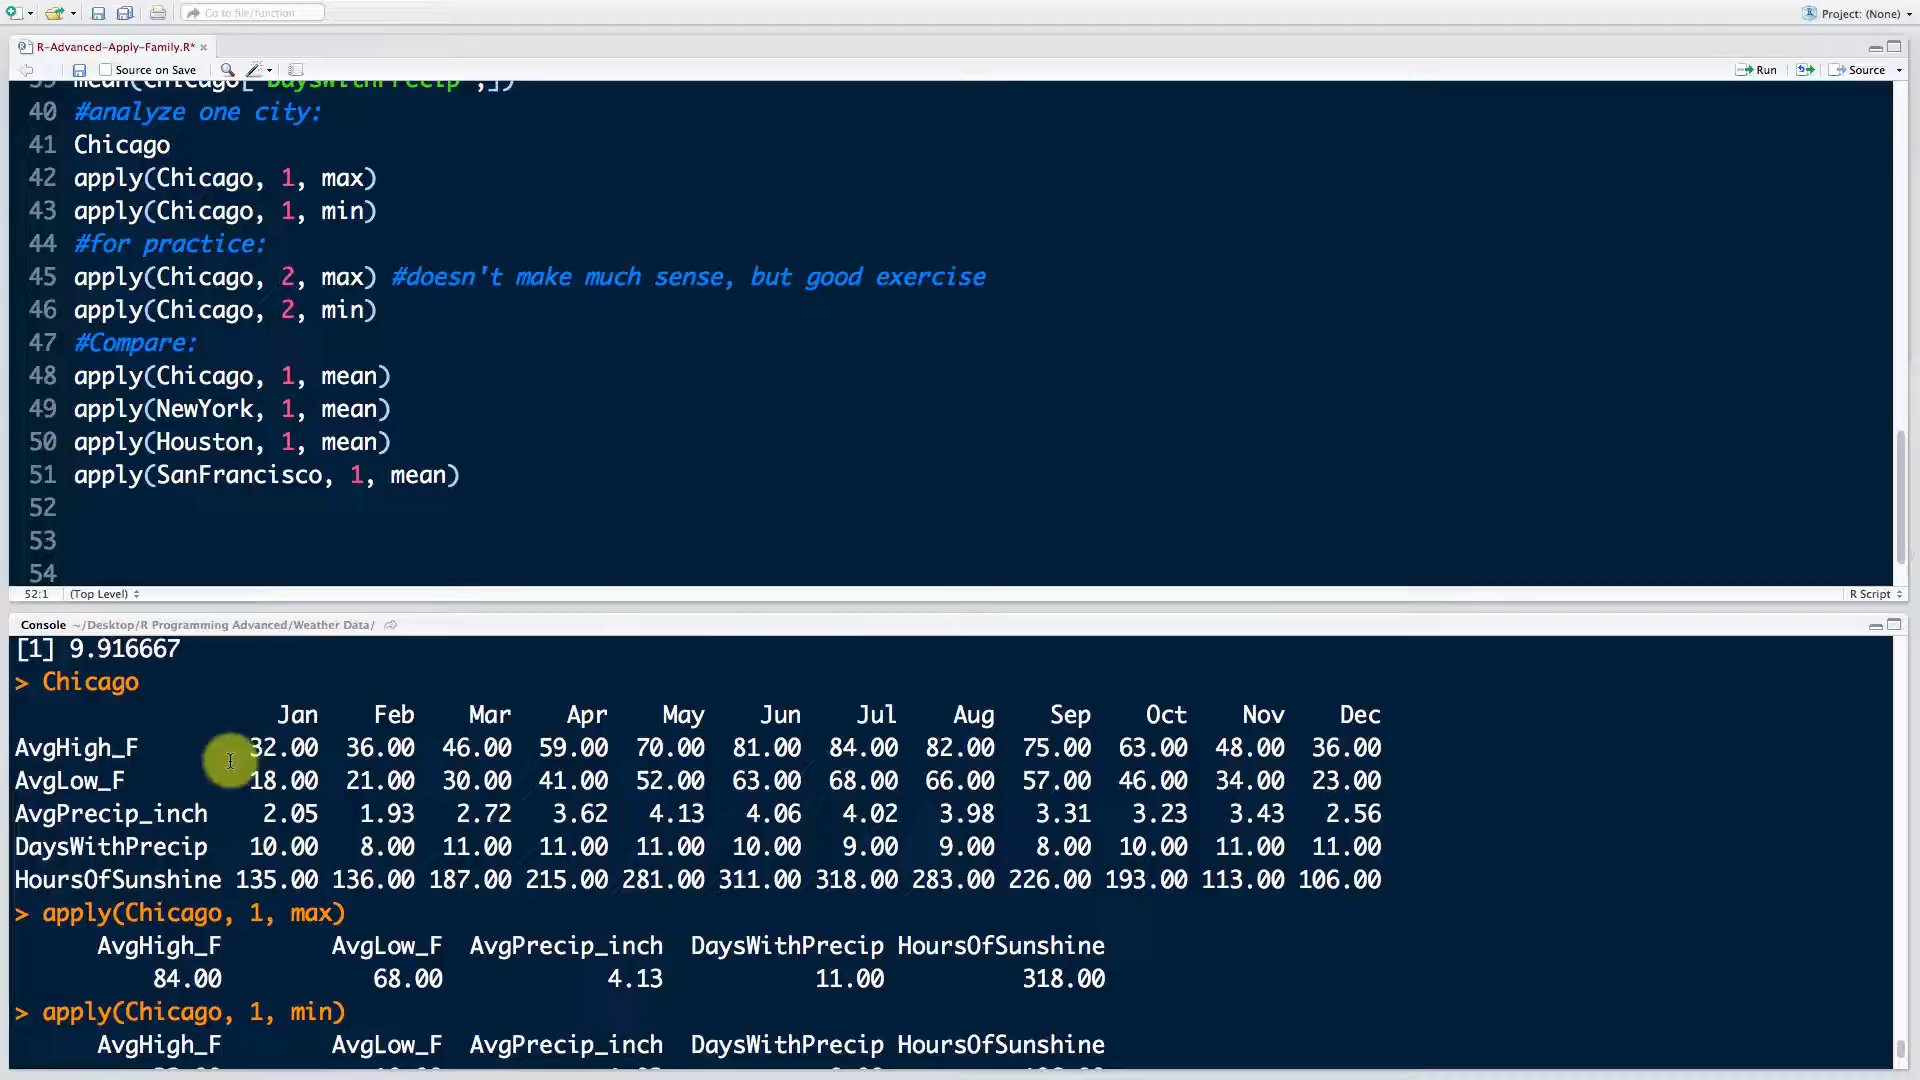 Go to file/function
Project: (None)
R-Advanced-Apply-Family.R*
Source on Save
Run
Source
39 mean(Chicago["DaysWithPrecip",])
40 #analyze one city:
41 Chicago
42 apply(Chicago, 1, max)
43 apply(Chicago, 1, min)
44 #for practice:
45 apply(Chicago, 2, max) #doesn't make much sense, but good exercise
46 apply(Chicago, 2, min)
47 #Compare:
48 apply(Chicago, 1, mean)
49 apply(NewYork, 1, mean)
50 apply(Houston, 1, mean)
51 apply(SanFrancisco, 1, mean)
52
53
54
52:1 (Top Level) R Script
Console ~/Desktop/R Programming Advanced/Weather Data/
[1] 9.916667
> Chicago
Jan Feb Mar Apr May Jun Jul Aug Sep Oct Nov Dec
AvgHigh_F 32.00 36.00 46.00 59.00 70.00 81.00 84.00 82.00 75.00 63.00 48.00 36.00
AvgLow_F 18.00 21.00 30.00 41.00 52.00 63.00 68.00 66.00 57.00 46.00 34.00 23.00
AvgPrecip_inch 2.05 1.93 2.72 3.62 4.13 4.06 4.02 3.98 3.31 3.23 3.43 2.56
DaysWithPrecip 10.00 8.00 11.00 11.00 11.00 10.00 9.00 9.00 8.00 10.00 11.00 11.00
HoursOfSunshine 135.00 136.00 187.00 215.00 281.00 311.00 318.00 283.00 226.00 193.00 113.00 106.00
> apply(Chicago, 1, max)
AvgHigh_F AvgLow_F AvgPrecip_inch DaysWithPrecip HoursOfSunshine
84.00 68.00 4.13 11.00 318.00
> apply(Chicago, 1, min)
AvgHigh_F AvgLow_F AvgPrecip_inch DaysWithPrecip HoursOfSunshine